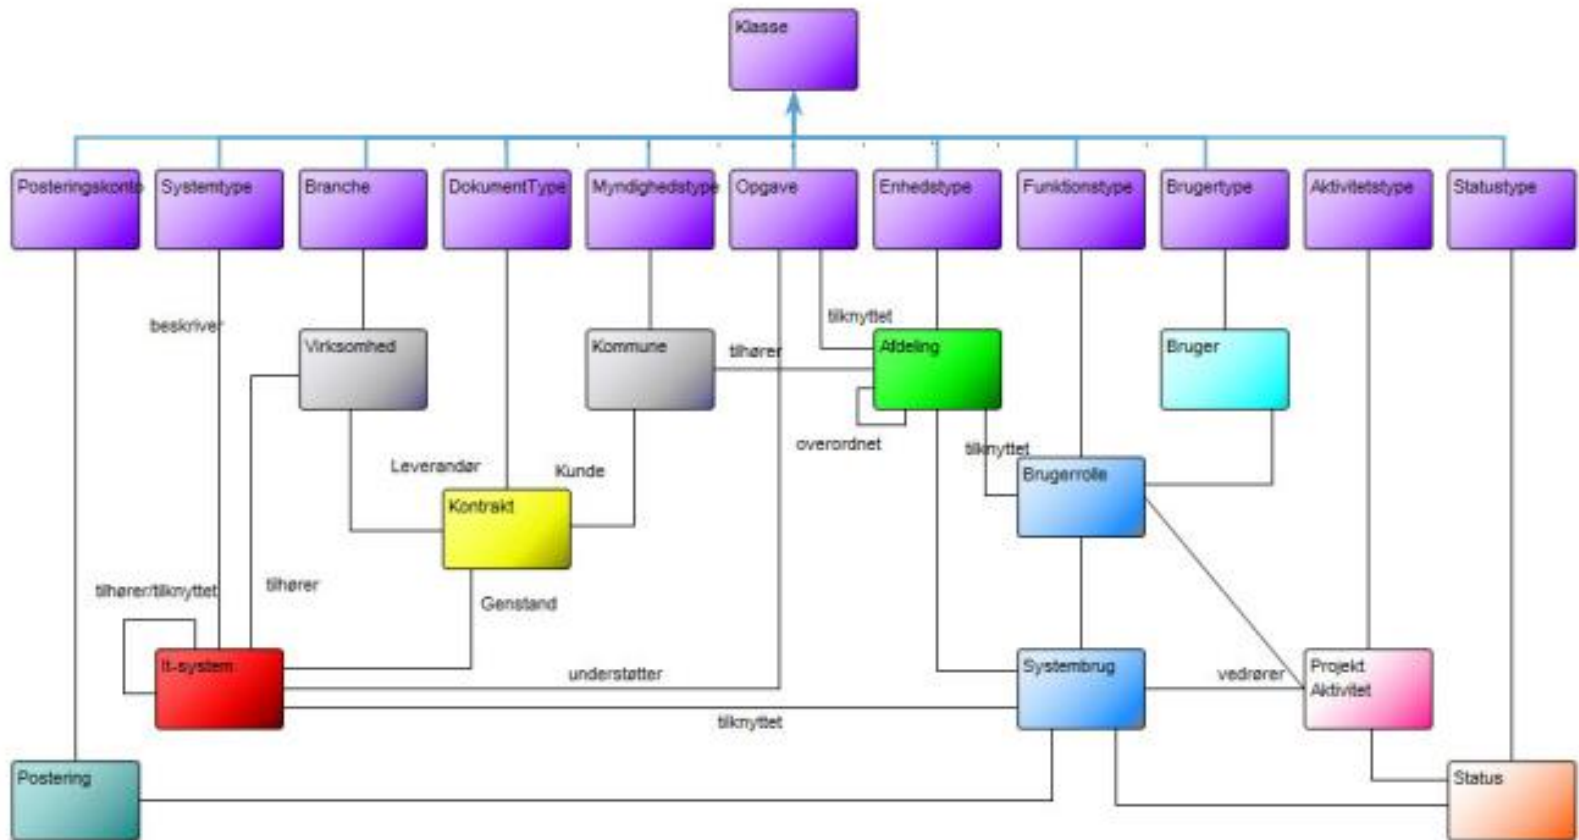 Klasse
Posteringskonto
Systemtype
Branche
DokumentType
Myndighedstype
Opgave
Enhedstype
Funktionstype
Brugertype
Aktivitetstype
Statustype
beskriver
tilknyttet
Virksomhed
Kommune
tilhører
Afdeling
Bruger
overordnet
tilknyttet
Leverandør
Kunde
Brugerrolle
Kontrakt
tilhører/tilknyttet
tilhører
Genstand
It-system
understøtter
Systembrug
vedrører
Projekt
Aktivitet
tilknyttet
Postering
Status